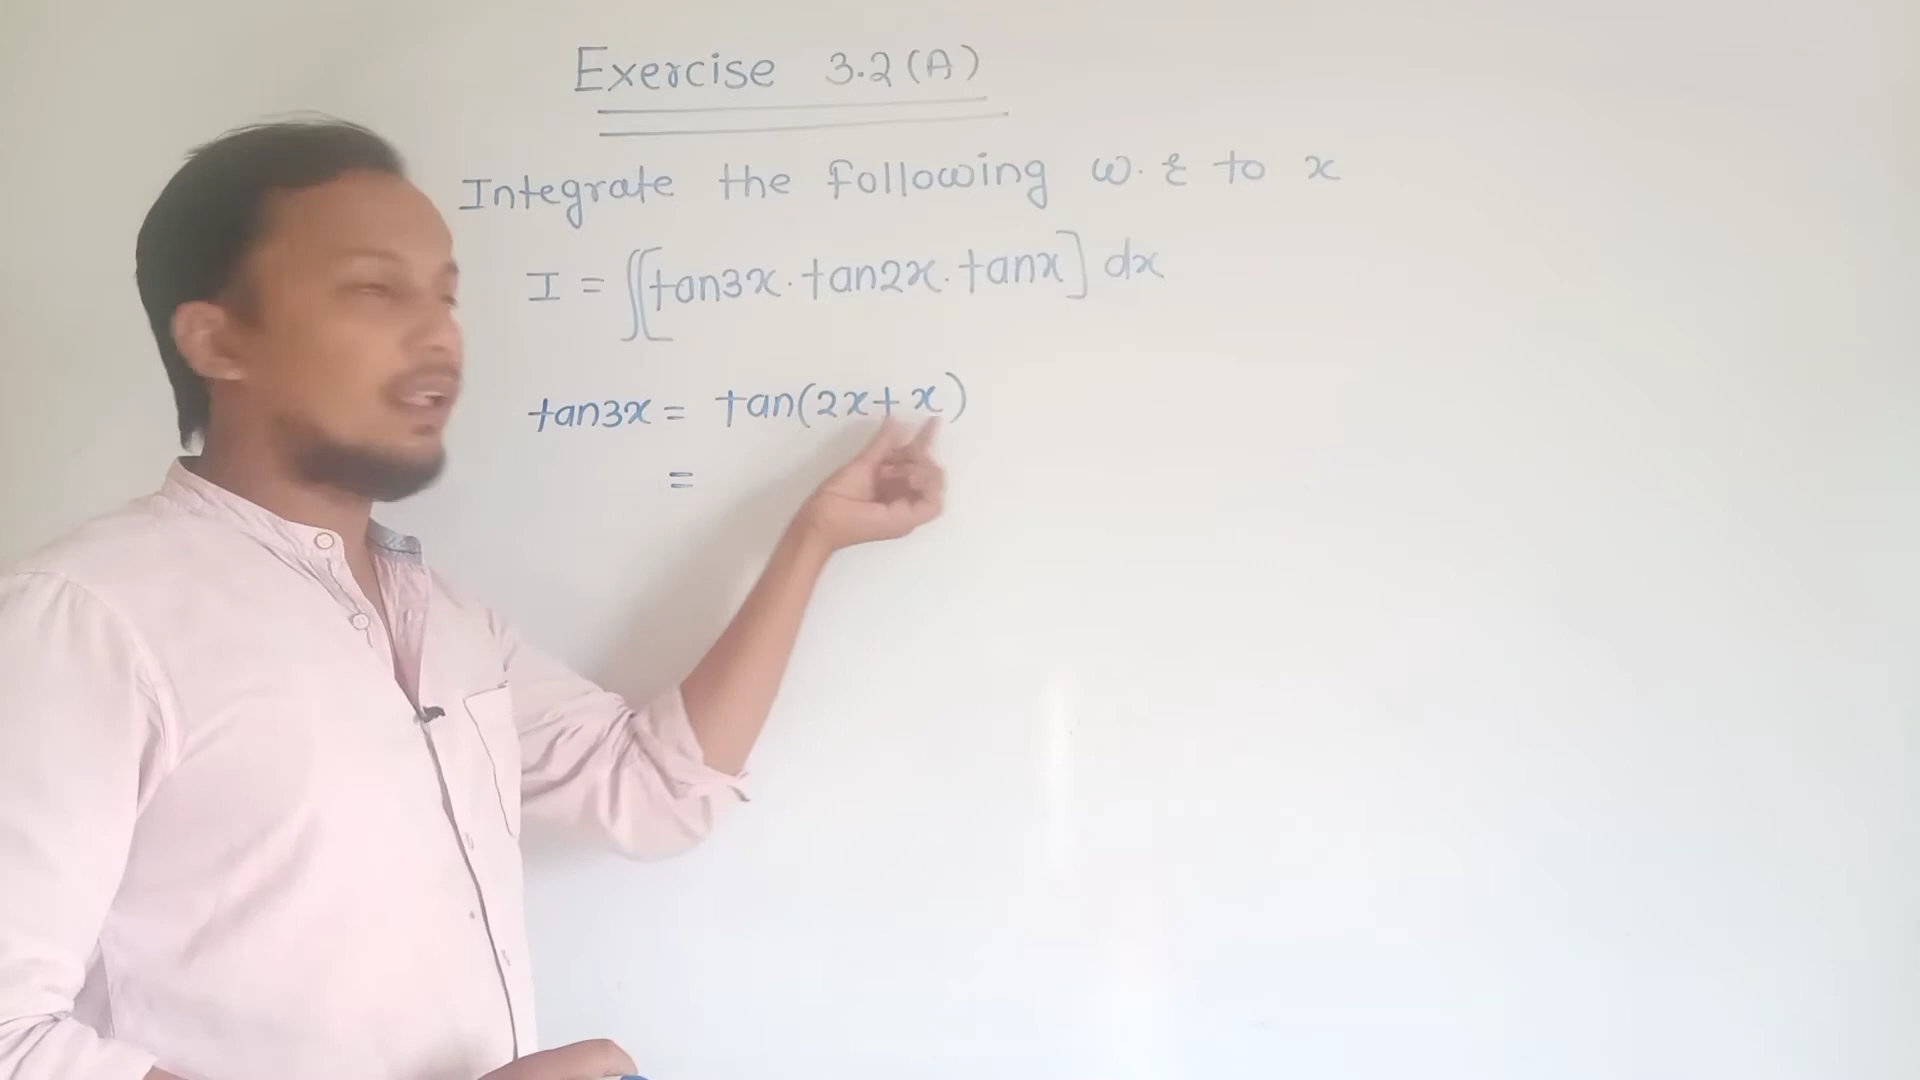 Exercise 3.2(A)
Integrate the following w.r to x
I = ∫[tan3x.tan2x.tanx] dx
tan3x = tan(2x+x)
=